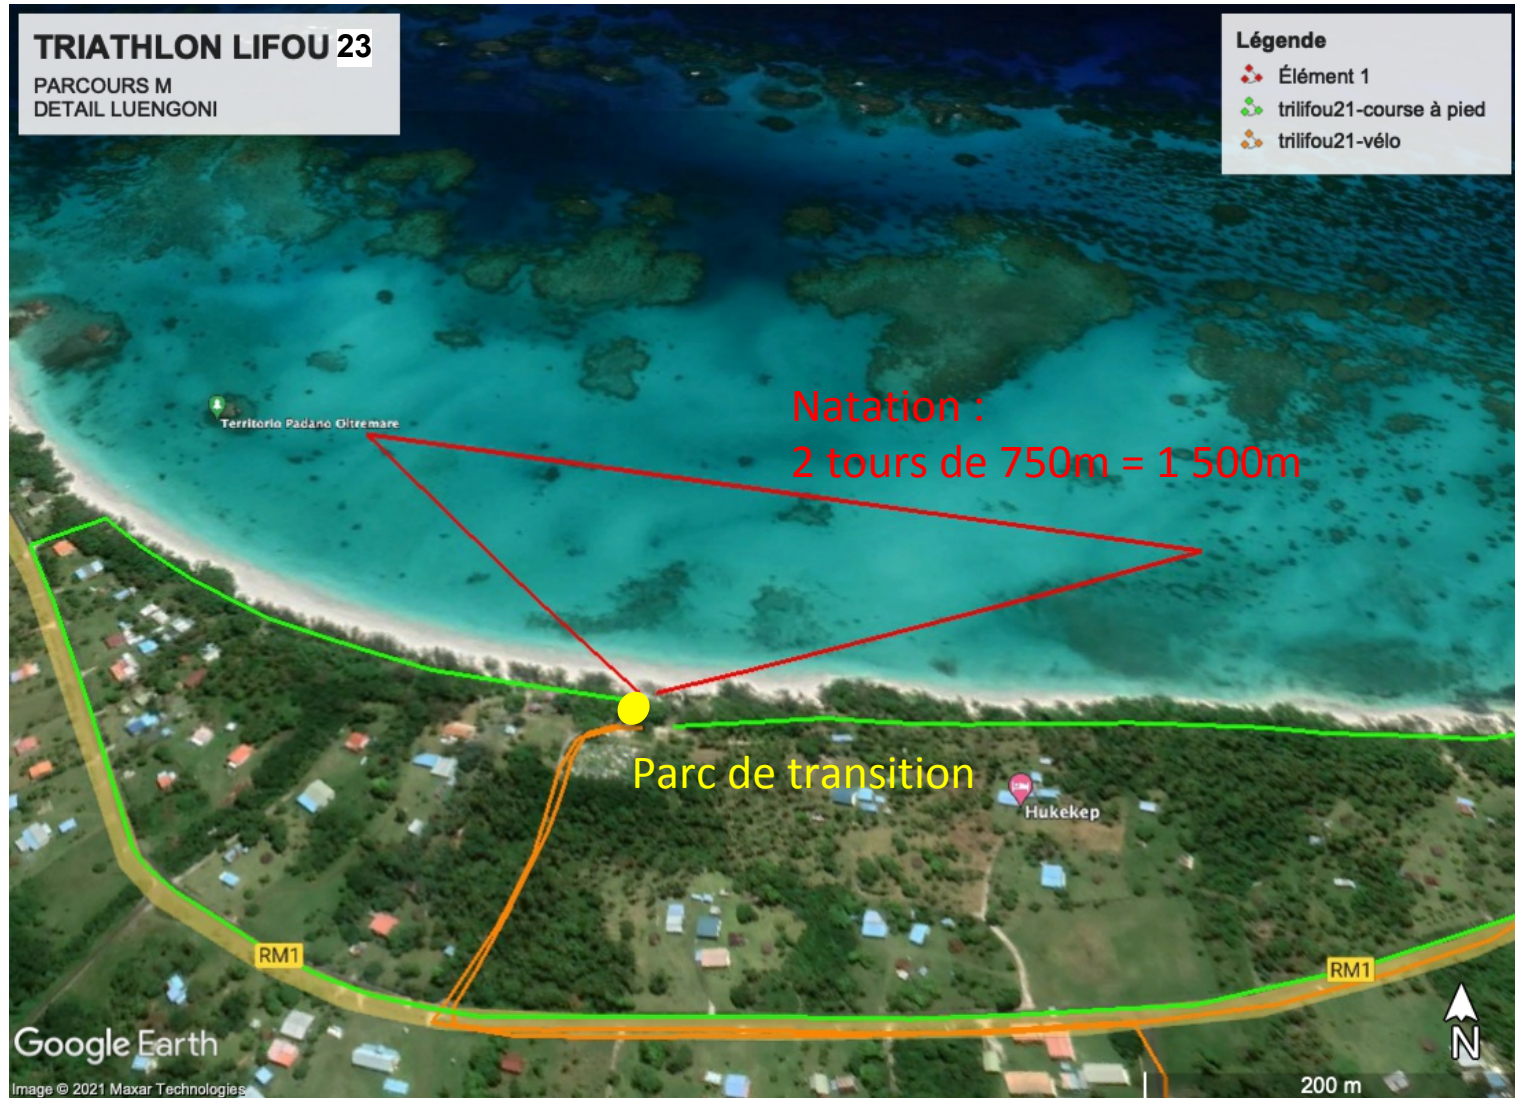 TRIATHLON LIFOU 23
PARCOURS M
DETAIL LUENGONI
Légende
Élément 1
trilifou21-course à pied
trilifou21-vélo
Territorio Padano Oltremare
Natation :
2 tours de 750m = 1 500m
Parc de transition
Hukekep
RM1
RM1
N
Google Earth
Image © 2021 Maxar Technologies
200 m